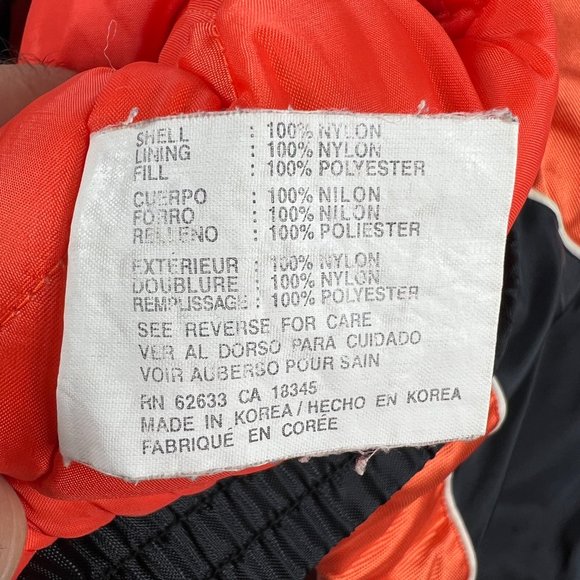 SHELL : 100% NYLON
LINING : 100% NYLON
FILL : 100% POLYESTER
CUERPO : 100% NILON
FORRO : 100% NILON
RELLENO : 100% POLIESTER
EXTÉRIEUR : 100% NYLON
DOUBLURE : 100% NYLON
REMPLISSAGE : 100% POLYESTER
SEE REVERSE FOR CARE
VER AL DORSO PARA CUIDADO
VOIR AUBERSO POUR SAIN
RN 62633 CA 18345
MADE IN KOREA/HECHO EN KOREA
FABRIQUÉ EN CORÉE